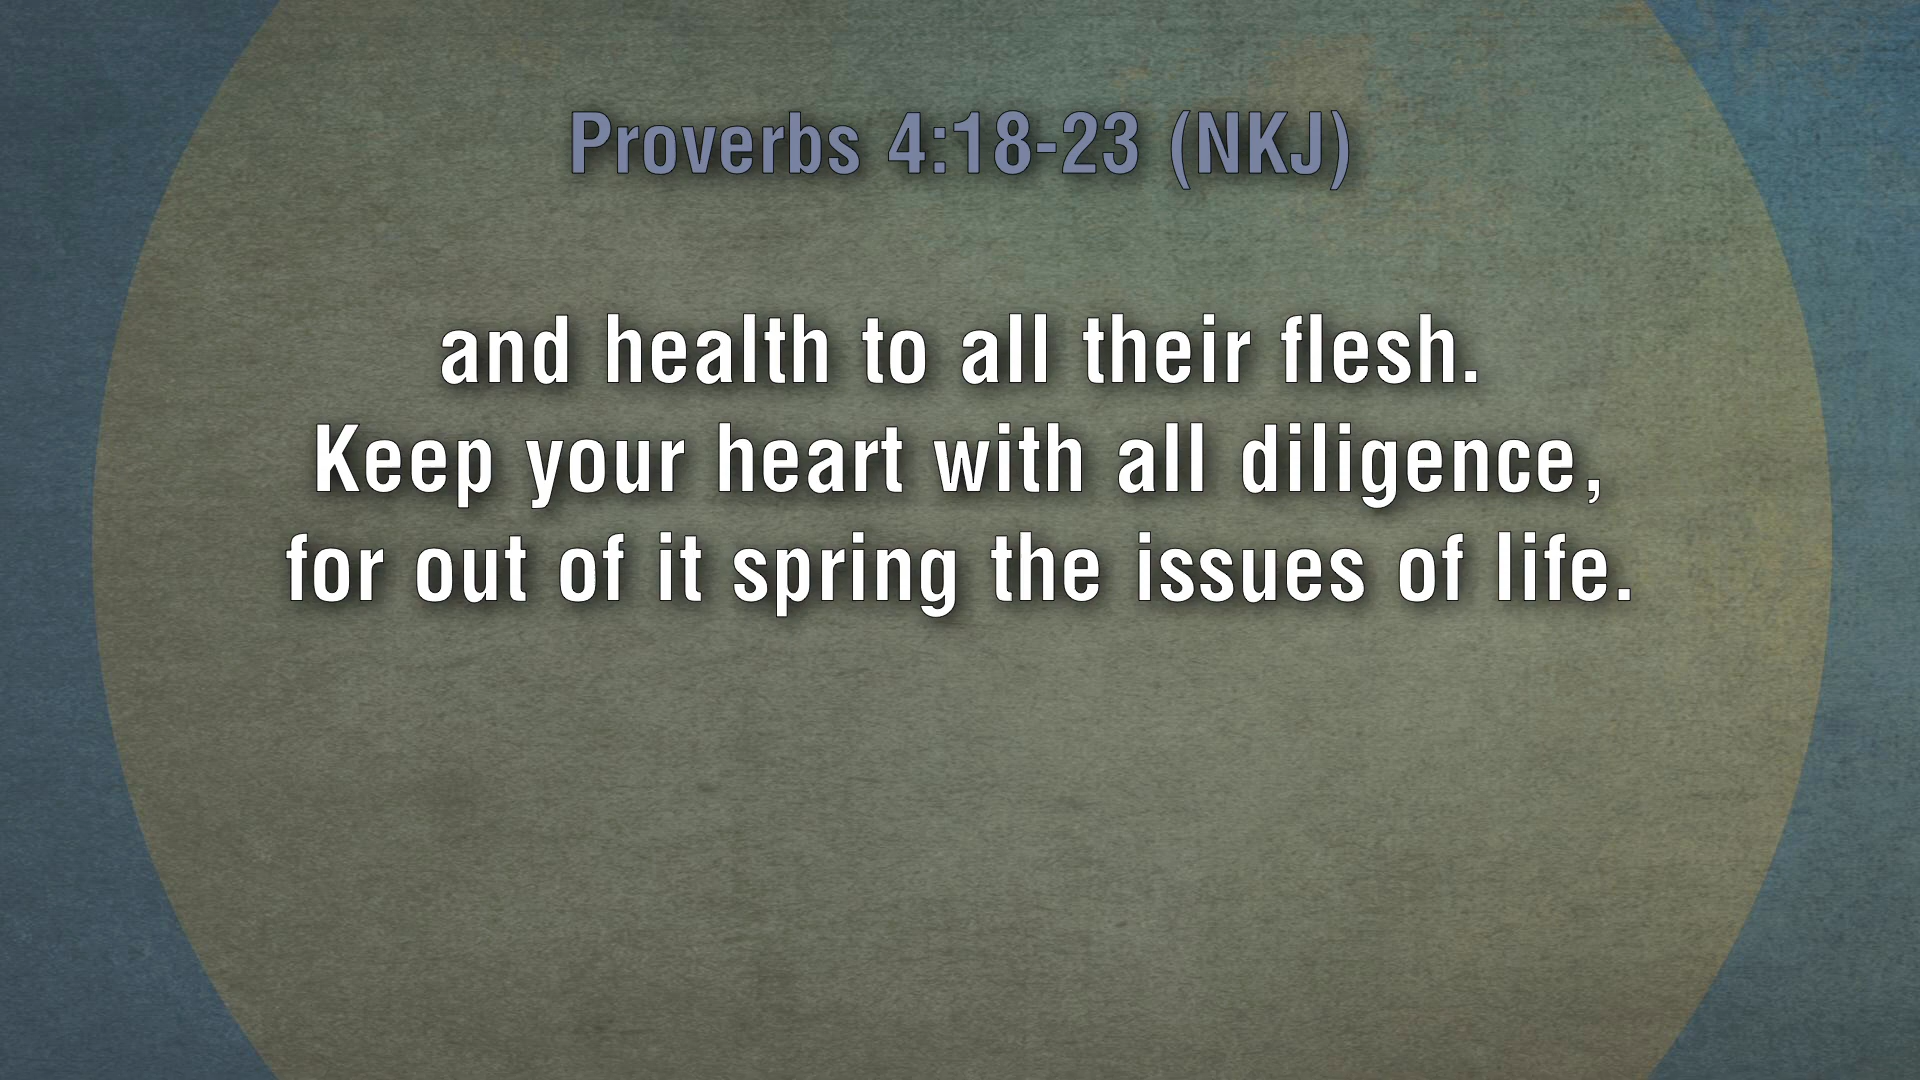 Proverbs 4:18-23 (NKJ)
and health to all their flesh.
Keep your heart with all diligence,
for out of it spring the issues of life.